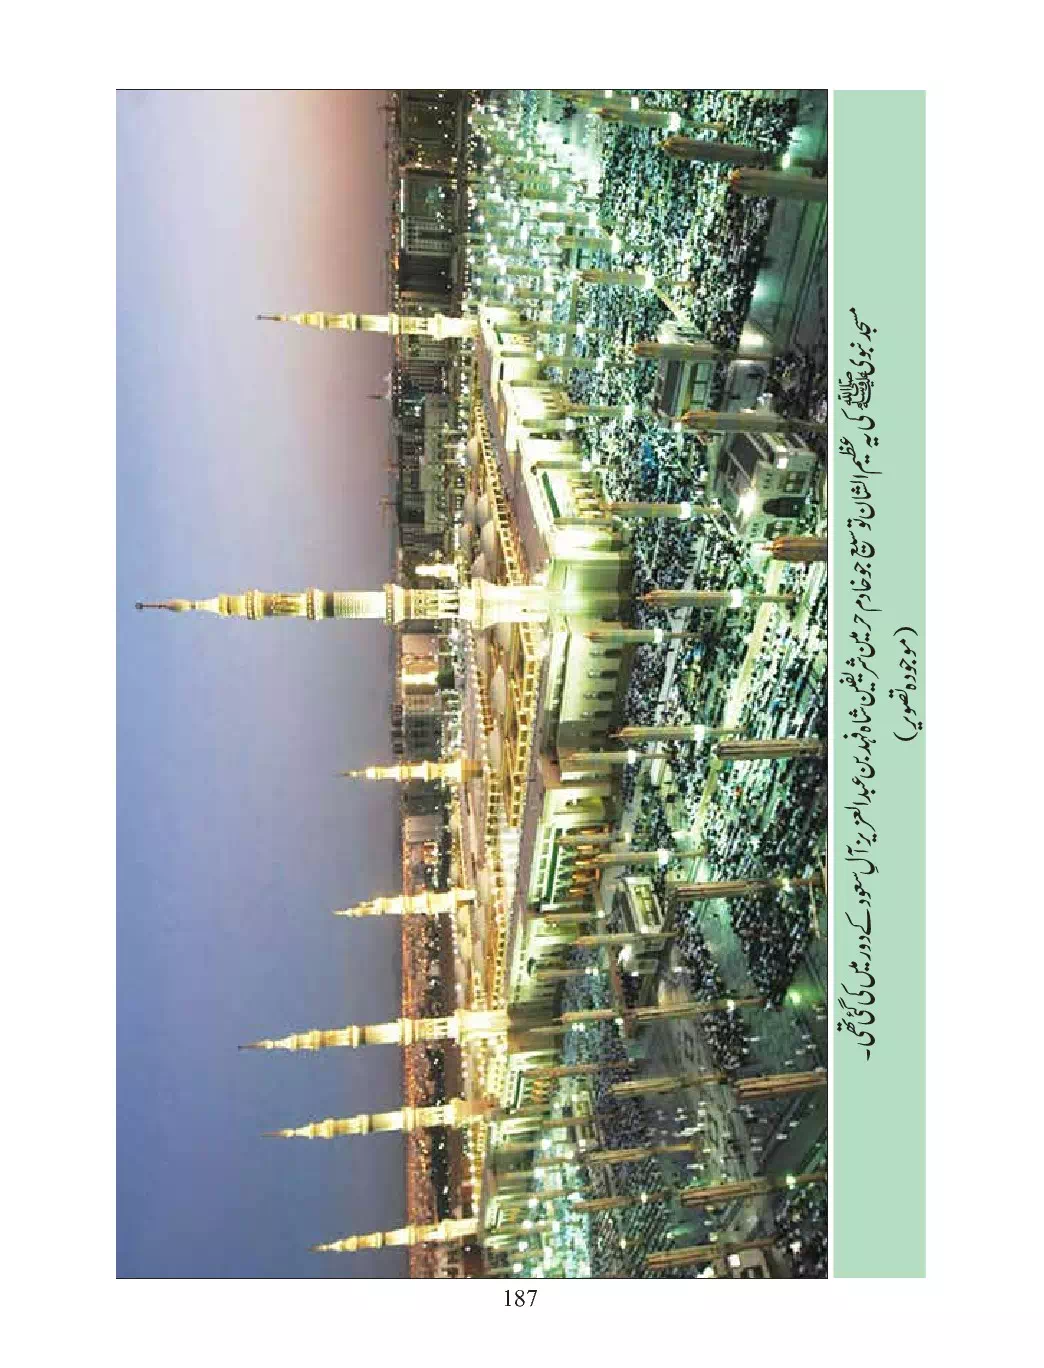 مسجد نبوی ﷺ کی یہ عظیم الشان توسیع جو خادم حرمین شریفین شاہ فہد بن عبدالعزیز آل سعود کے دور میں کی گئی تھی۔
(موجودہ تصویر)
187